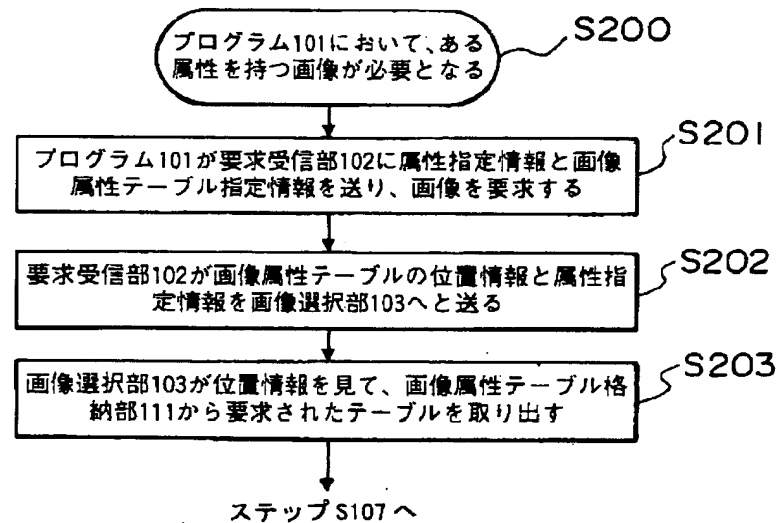 プログラム101において、ある
属性を持つ画像が必要となる
S200
プログラム101が要求受信部102に属性指定情報と画像
属性テーブル指定情報を送り、画像を要求する
S201
要求受信部102が画像属性テーブルの位置情報と属性指
定情報を画像選択部103へと送る
S202
画像選択部103が位置情報を見て、画像属性テーブル格
納部111から要求されたテーブルを取り出す
S203
ステップS107へ